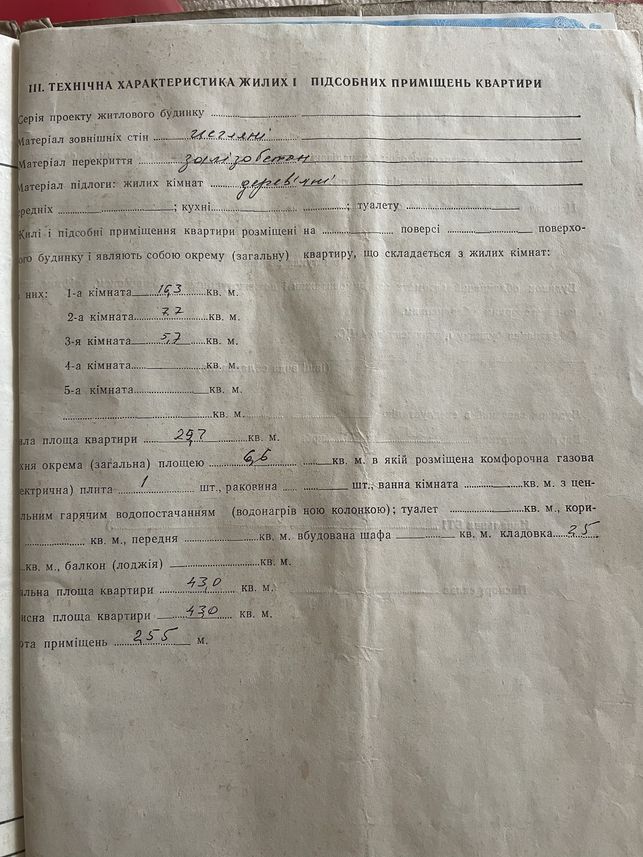 III. ТЕХНІЧНА ХАРАКТЕРИСТИКА ЖИЛИХ І ПІДСОБНИХ ПРИМІЩЕНЬ КВАРТИРИ
Серія проекту житлового будинку
Матеріал зовнішніх стін цегляні
Матеріал перекриття залізобетон
Матеріал підлоги: жилих кімнат дерев'яні
редніх ; кухні ; туалету
Жилі і підсобні приміщення квартири розміщені на поверсі поверхо-
ого будинку і являють собою окрему (загальну) квартиру, що складається з жилих кімнат:
них: 1-а кімната 16,3 кв. м.
2-а кімната 7,7 кв. м.
3-я кімната 5,7 кв. м.
4-а кімната кв. м.
5-а кімната кв. м.
кв. м.
ла площа квартири 29,7 кв. м.
хня окрема (загальна) площею 6,6 кв. м. в якій розміщена комфорочна газова
ектрична) плита 1 шт., раковина шт., ванна кімната кв. м. з цен-
льним гарячим водопостачанням (водонагрів ною колонкою); туалет кв. м., кори-
кв. м., передня кв. м. вбудована шафа кв. м. кладовка 2,5
кв. м., балкон (лоджія) кв. м.
альна площа квартири 43,0 кв. м.
исна площа квартири 43,0 кв. м.
ота приміщень 2,55 м.